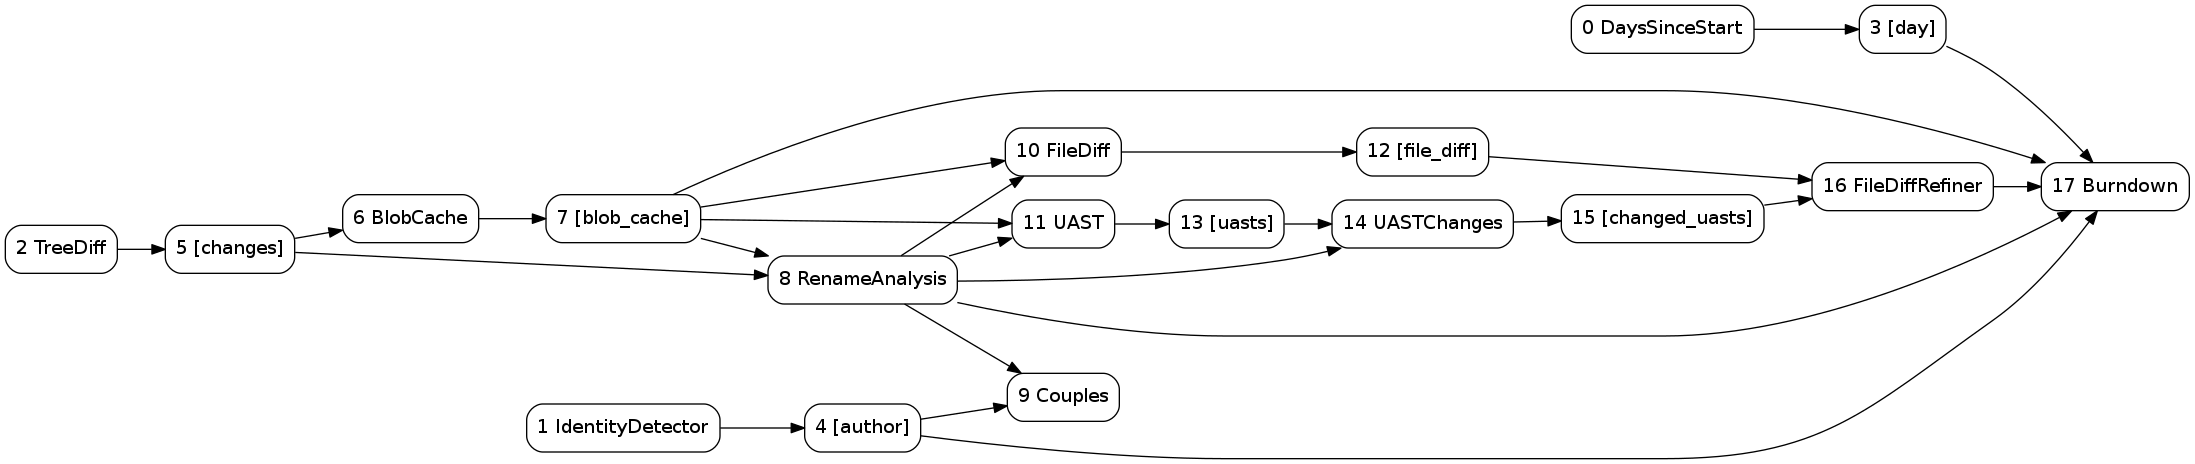 0 DaysSinceStart
3 [day]
10 FileDiff
12 [file_diff]
16 FileDiffRefiner
17 Burndown
6 BlobCache
7 [blob_cache]
11 UAST
13 [uasts]
14 UASTChanges
15 [changed_uasts]
2 TreeDiff
5 [changes]
8 RenameAnalysis
9 Couples
1 IdentityDetector
4 [author]